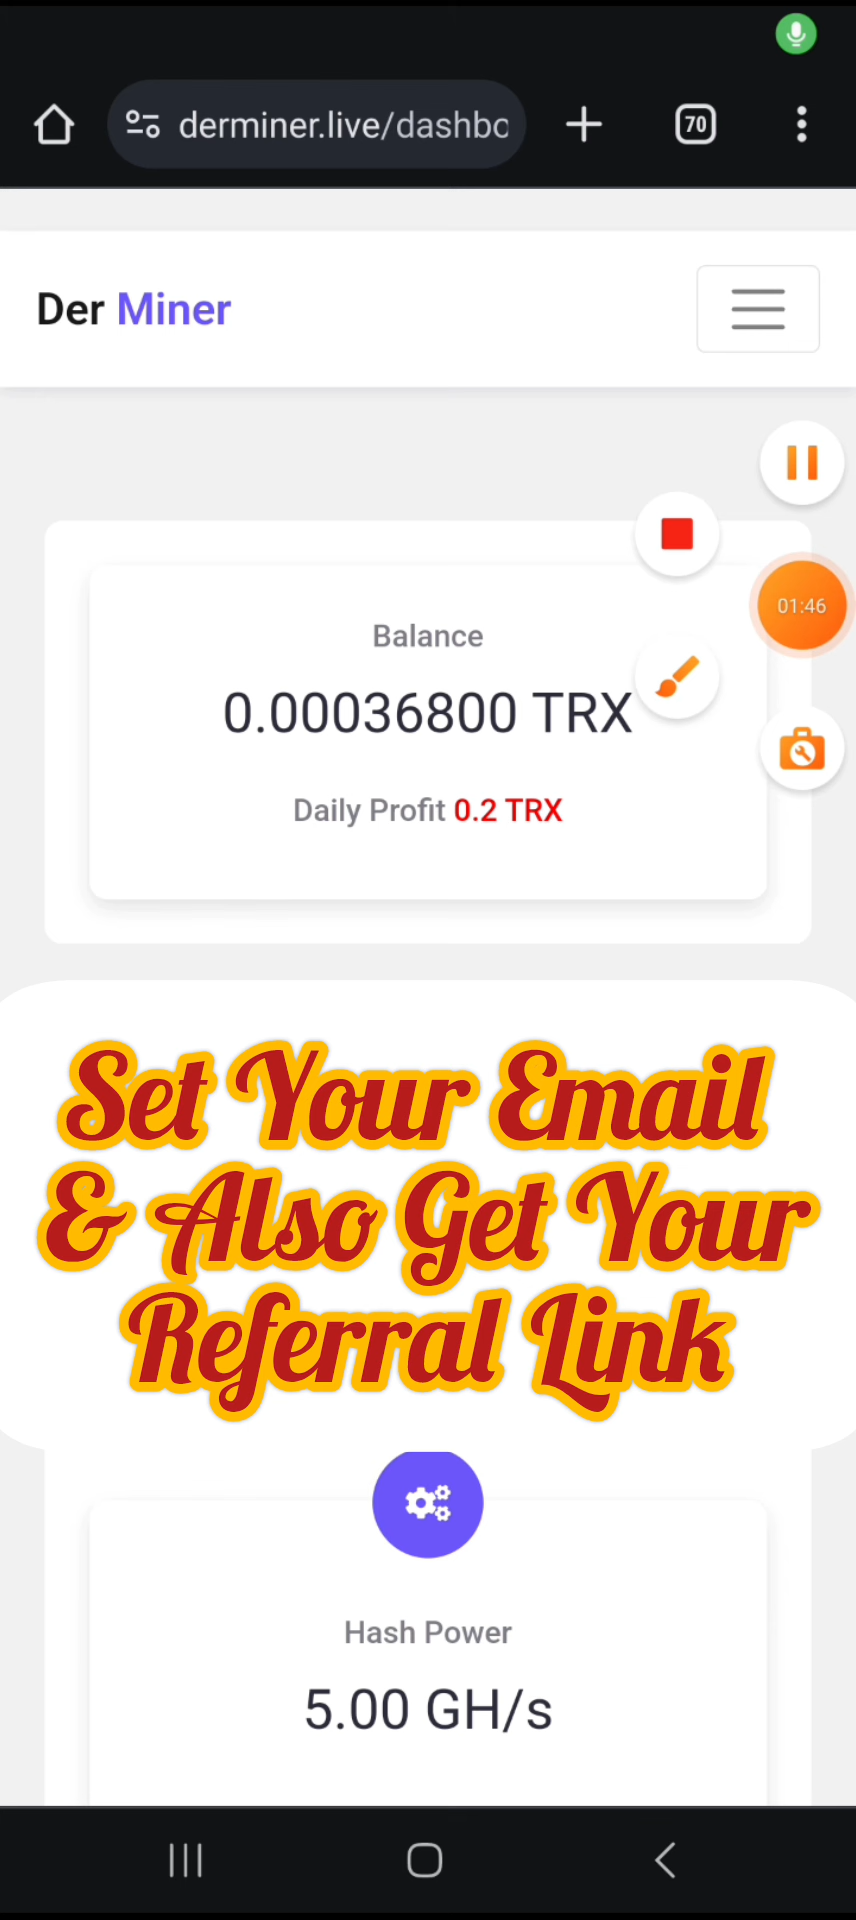 derminer.live/dashbo
70
Der Miner
01:46
Balance
0.00036800 TRX
Daily Profit 0.2 TRX
Set Your Email
& Also Get Your
Referral Link
Hash Power
5.00 GH/s